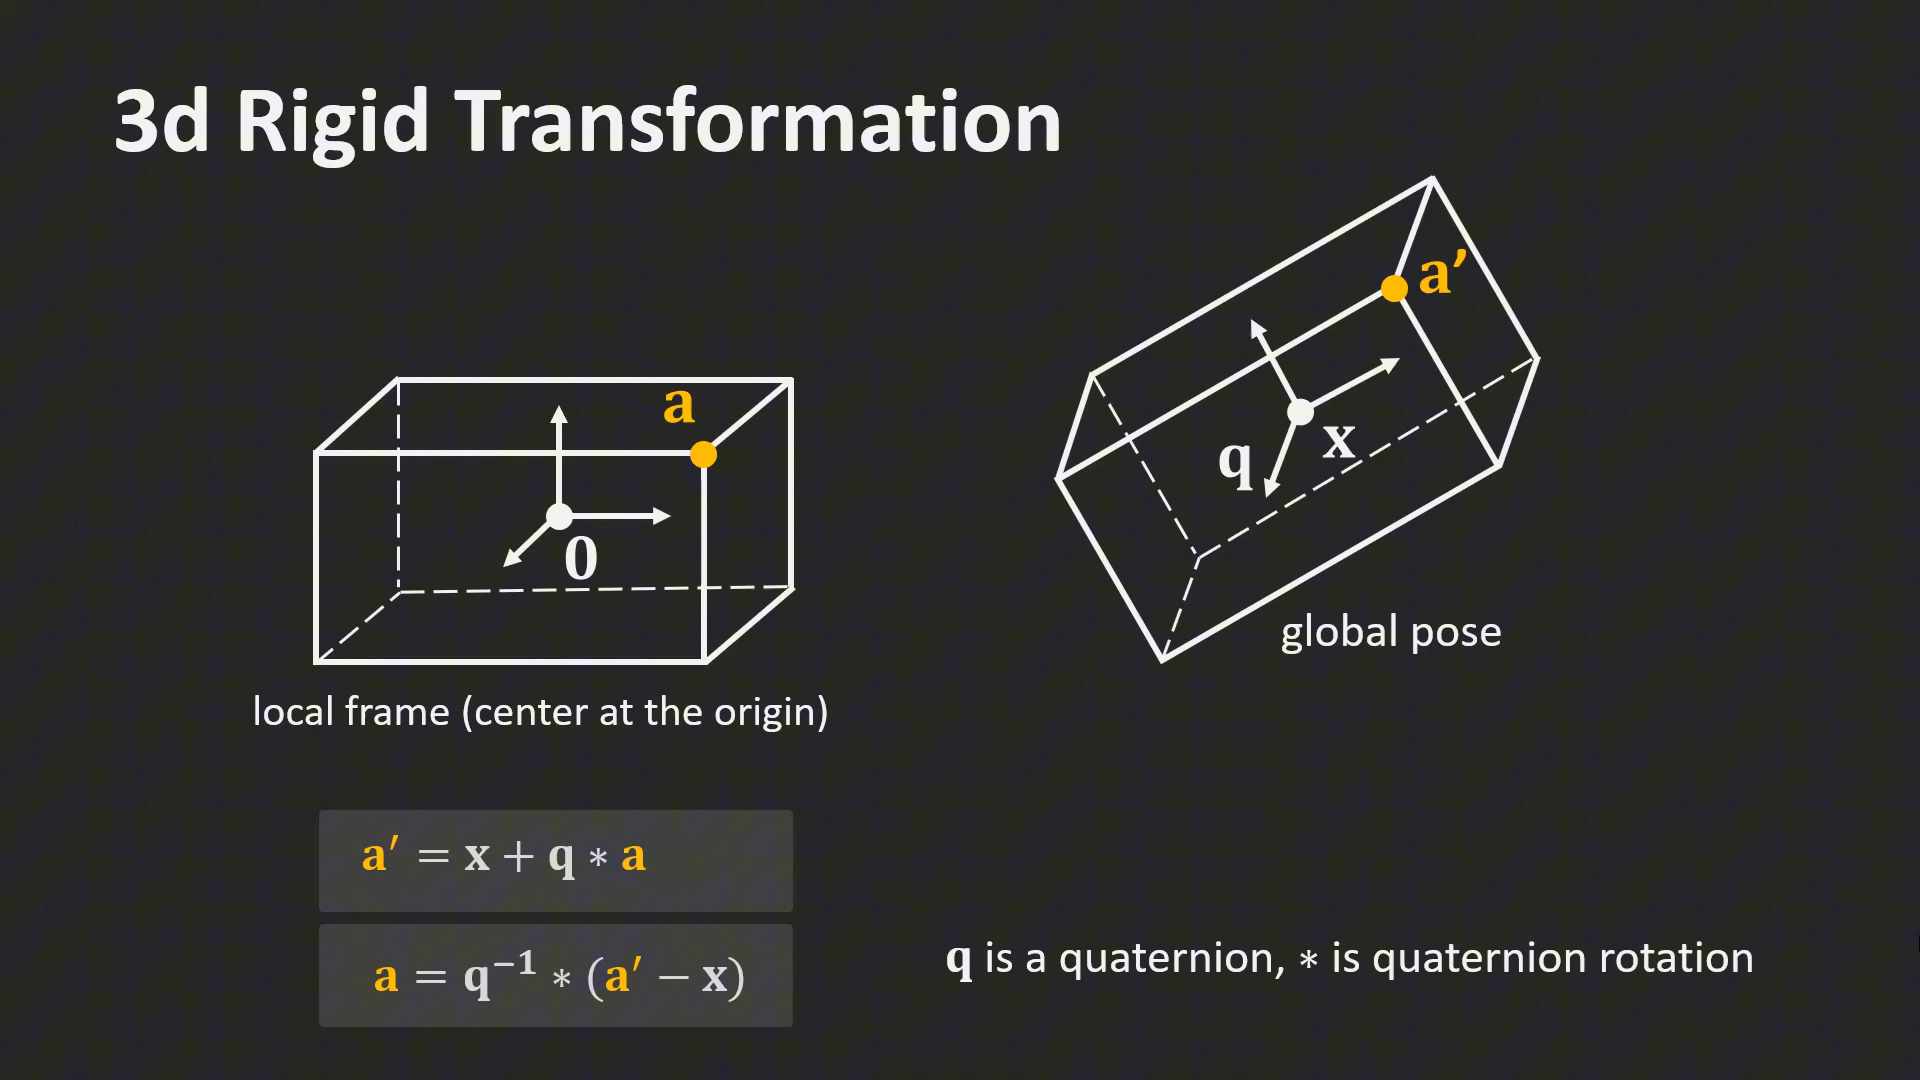 3d Rigid Transformation
a
0
local frame (center at the origin)
a′
q
x
global pose
a′ = x + q ∗ a
a = q⁻¹ ∗ (a′ − x)
q is a quaternion, ∗ is quaternion rotation